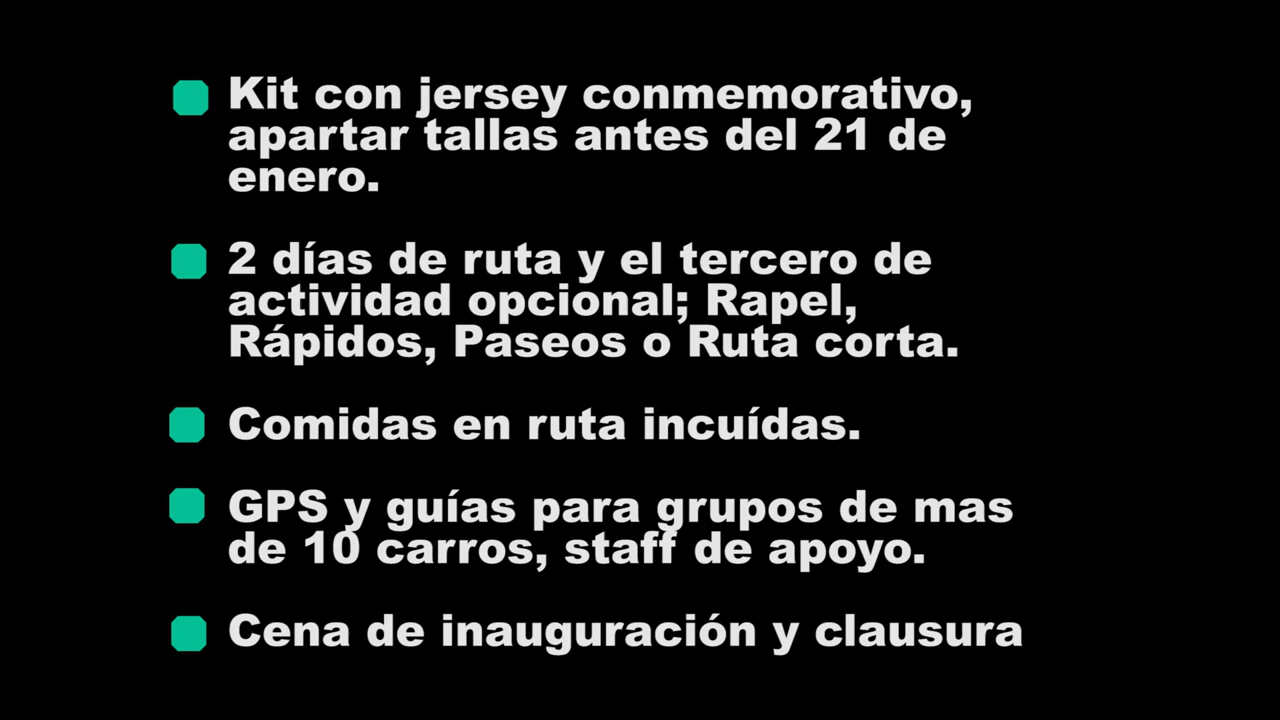 Kit con jersey conmemorativo,
apartar tallas antes del 21 de
enero.
2 días de ruta y el tercero de
actividad opcional; Rapel,
Rápidos, Paseos o Ruta corta.
Comidas en ruta incuídas.
GPS y guías para grupos de mas
de 10 carros, staff de apoyo.
Cena de inauguración y clausura